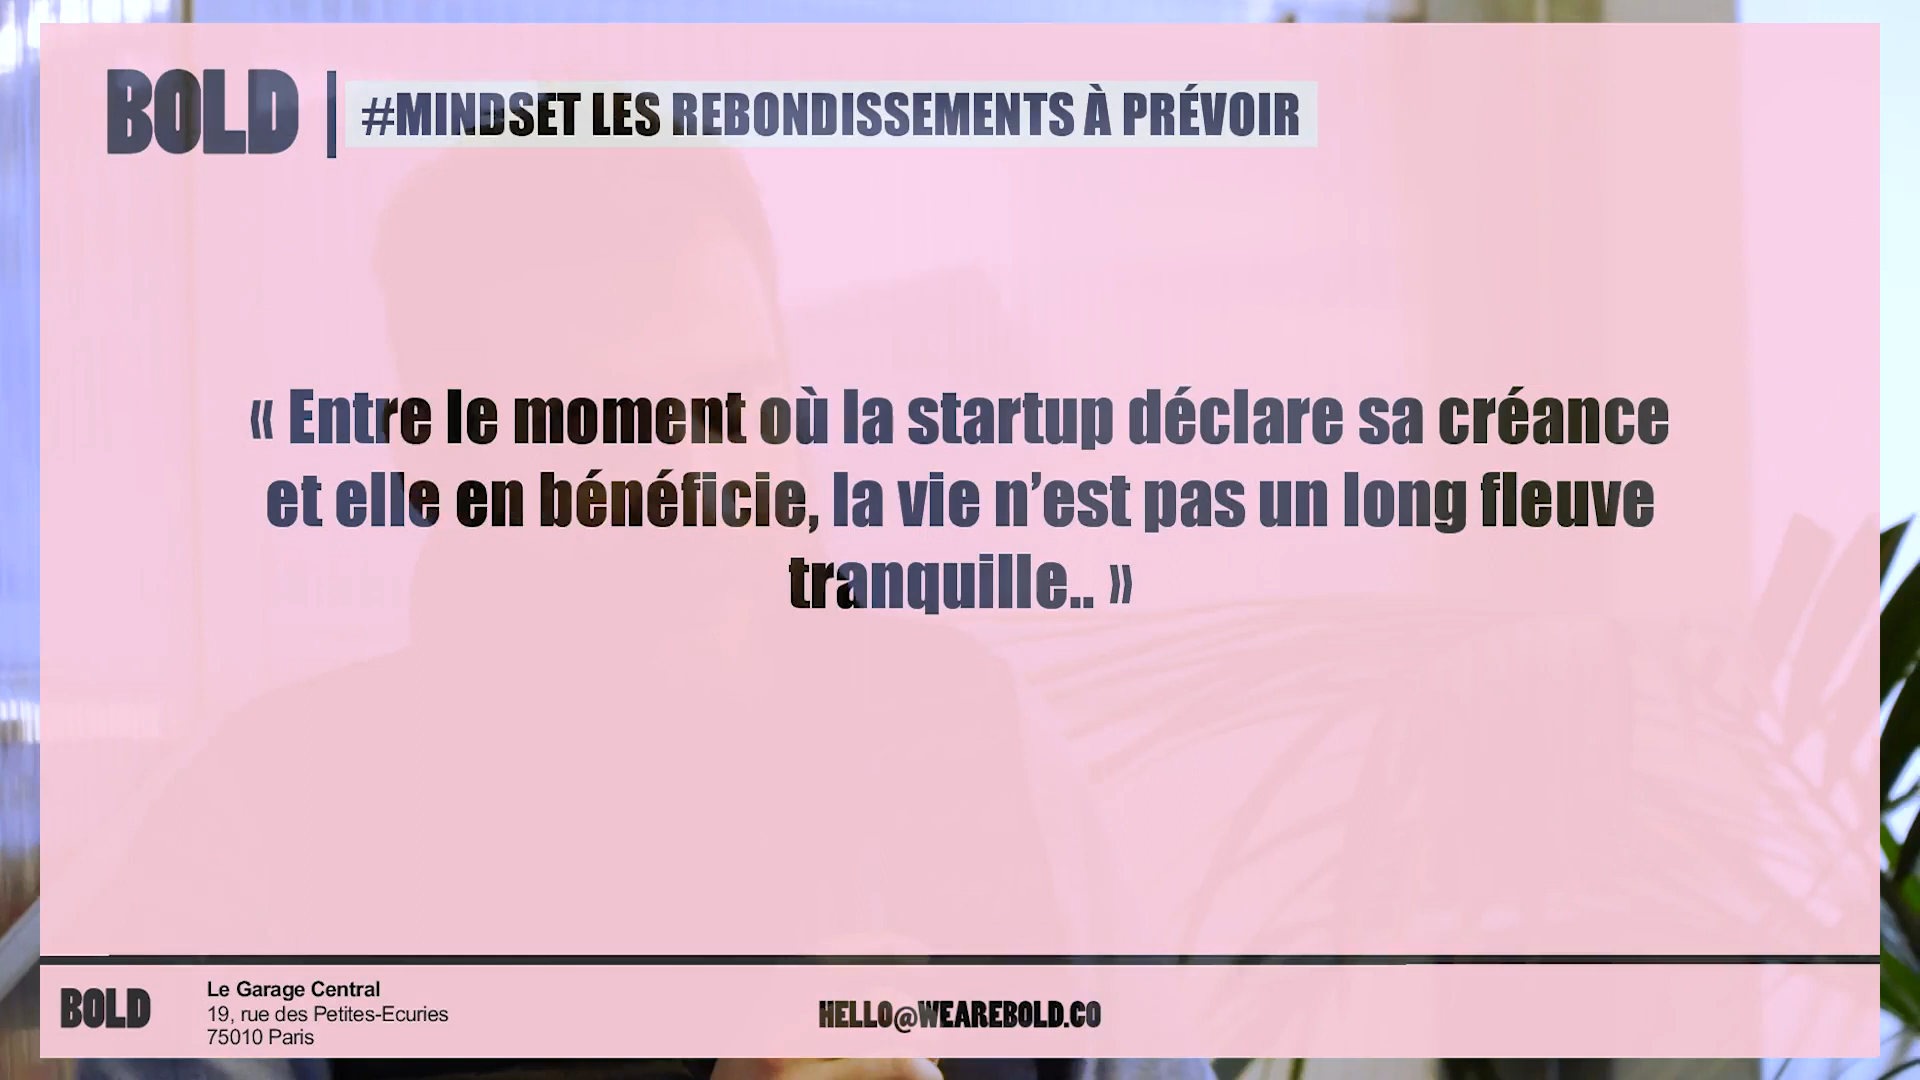 BOLD
#MINDSET LES REBONDISSEMENTS À PRÉVOIR
« Entre le moment où la startup déclare sa créance
et elle en bénéficie, la vie n’est pas un long fleuve
tranquille.. »
BOLD
Le Garage Central
19, rue des Petites-Ecuries
75010 Paris
HELLO@WEAREBOLD.CO